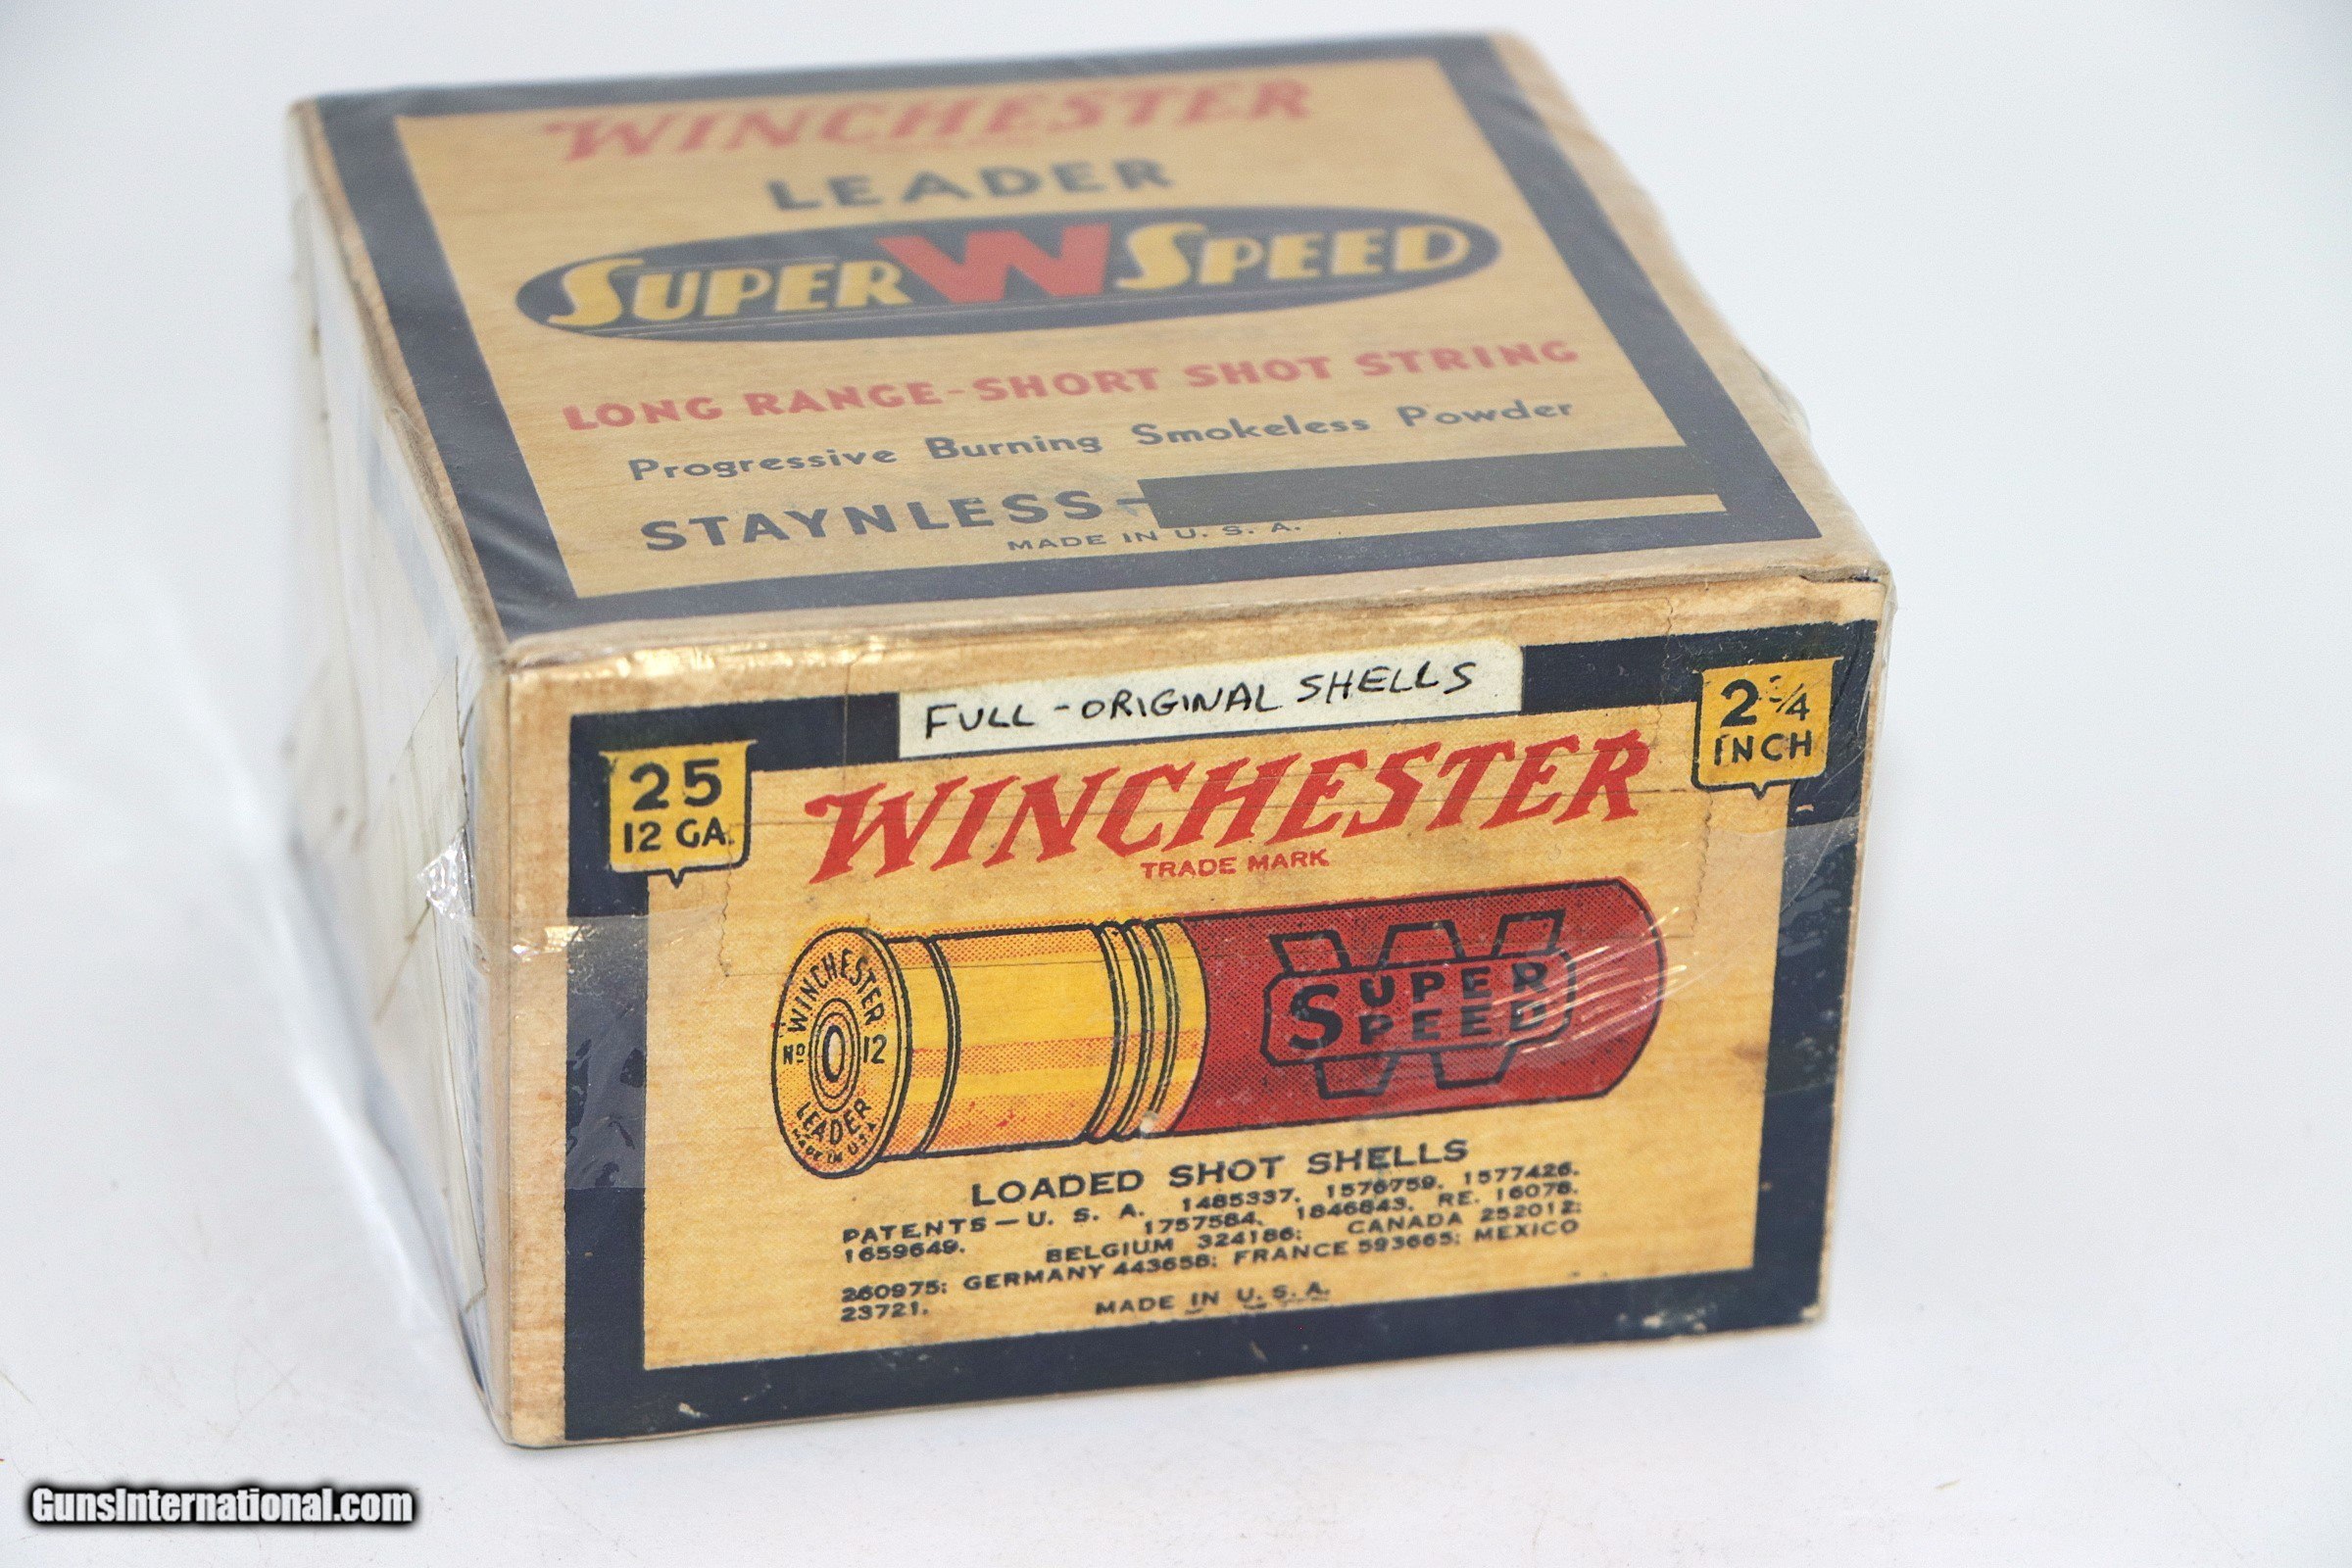 WINCHESTER
LEADER
SUPER W SPEED
LONG RANGE-SHORT SHOT STRING
Progressive Burning Smokeless Powder
STAYNLESS-
MADE IN U. S. A.
FULL-ORIGINAL SHELLS
25
12 GA.
2 3/4
INCH
WINCHESTER
TRADE MARK
WINCHESTER
No 12
LEADER
MADE IN U.S.A.
W
SUPER
SPEED
LOADED SHOT SHELLS
PATENTS—U. S. A. 1485337, 1576759, 1577426,
1659649, 1757584, 1846843, RE. 16078,
BELGIUM 324186; CANADA 252012;
260975; GERMANY 443658; FRANCE 593665; MEXICO
23721.
MADE IN U. S. A.
GunsInternational.com